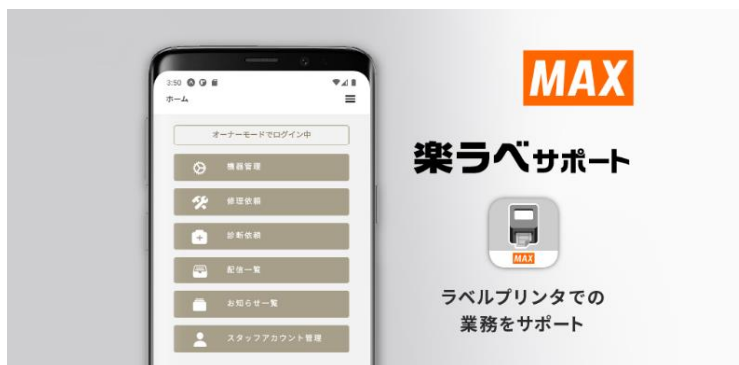 3:50
ホーム
オーナーモードでログイン中
機器管理
修理依頼
診断依頼
配信一覧
お知らせ一覧
スタッフアカウント管理
MAX
楽ラベサポート
MAX
ラベルプリンタでの
業務をサポート